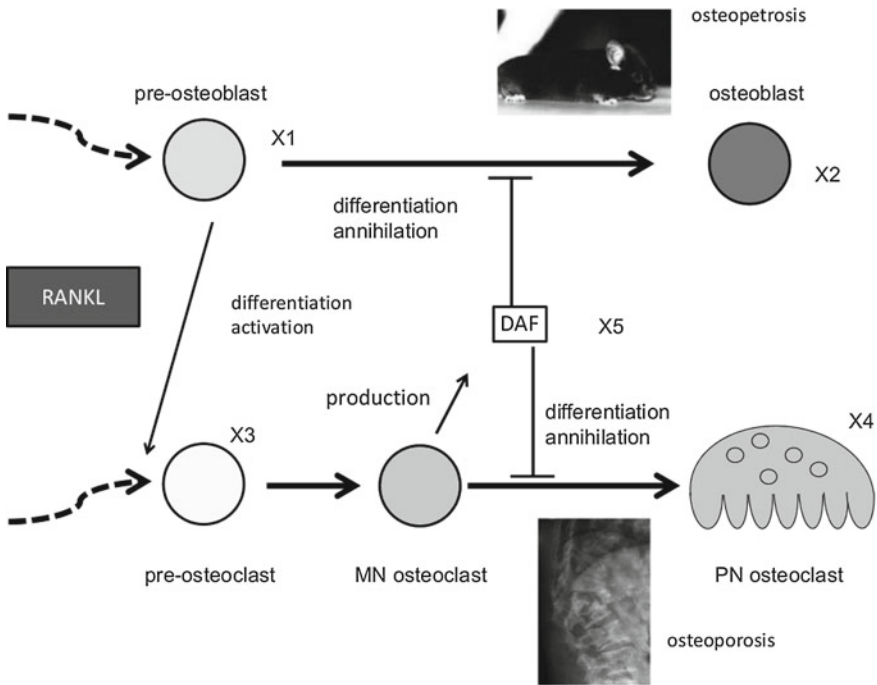 osteopetrosis
pre-osteoblast
osteoblast
X1
X2
differentiation
annihilation
RANKL
differentiation
activation
DAF
X5
production
differentiation
annihilation
X3
X4
pre-osteoclast
MN osteoclast
PN osteoclast
osteoporosis